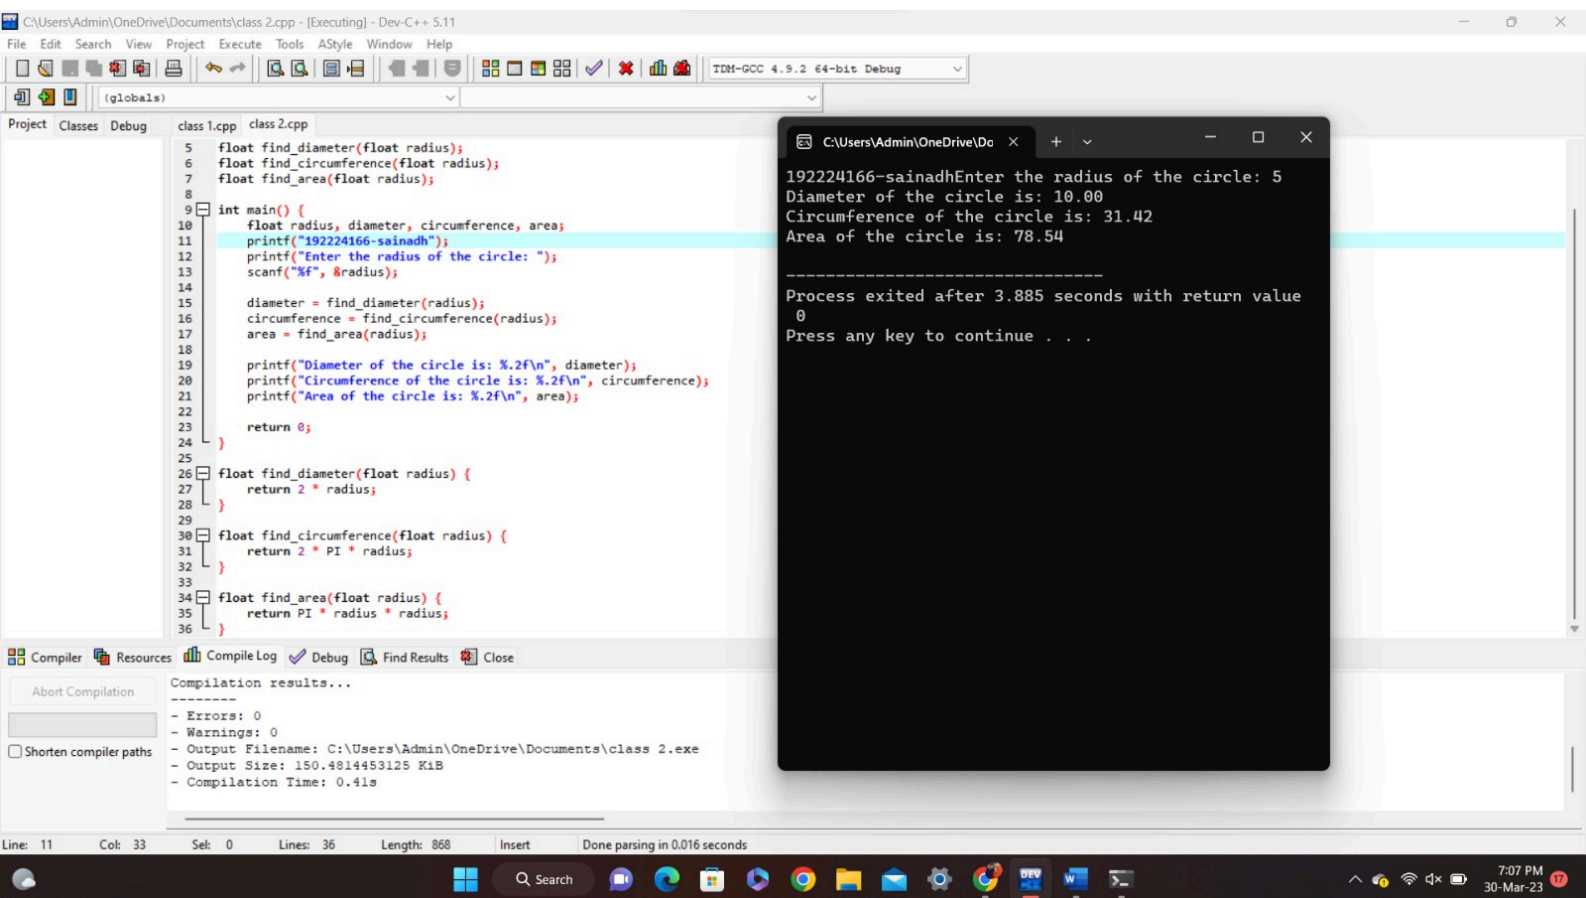 C:\Users\Admin\OneDrive\Documents\class 2.cpp - [Executing] - Dev-C++ 5.11
File Edit Search View Project Execute Tools AStyle Window Help
TDM-GCC 4.9.2 64-bit Debug
(globals)
Project Classes Debug class 1.cpp class 2.cpp
5 float find_diameter(float radius);
6 float find_circumference(float radius);
7 float find_area(float radius);
8
9 int main() {
10 float radius, diameter, circumference, area;
11 printf("192224166-sainadh");
12 printf("Enter the radius of the circle: ");
13 scanf("%f", &radius);
14
15 diameter = find_diameter(radius);
16 circumference = find_circumference(radius);
17 area = find_area(radius);
18
19 printf("Diameter of the circle is: %.2f\n", diameter);
20 printf("Circumference of the circle is: %.2f\n", circumference);
21 printf("Area of the circle is: %.2f\n", area);
22
23 return 0;
24 }
25
26 float find_diameter(float radius) {
27 return 2 * radius;
28 }
29
30 float find_circumference(float radius) {
31 return 2 * PI * radius;
32 }
33
34 float find_area(float radius) {
35 return PI * radius * radius;
36 }
C:\Users\Admin\OneDrive\Do
192224166-sainadhEnter the radius of the circle: 5
Diameter of the circle is: 10.00
Circumference of the circle is: 31.42
Area of the circle is: 78.54
--------------------------------
Process exited after 3.885 seconds with return value
0
Press any key to continue . . .
Compiler Resources Compile Log Debug Find Results Close
Abort Compilation
Shorten compiler paths
Compilation results...
--------
- Errors: 0
- Warnings: 0
- Output Filename: C:\Users\Admin\OneDrive\Documents\class 2.exe
- Output Size: 150.4814453125 KiB
- Compilation Time: 0.41s
Line: 11 Col: 33 Sel: 0 Lines: 36 Length: 868 Insert Done parsing in 0.016 seconds
Search
DEV
W
7:07 PM
30-Mar-23
17